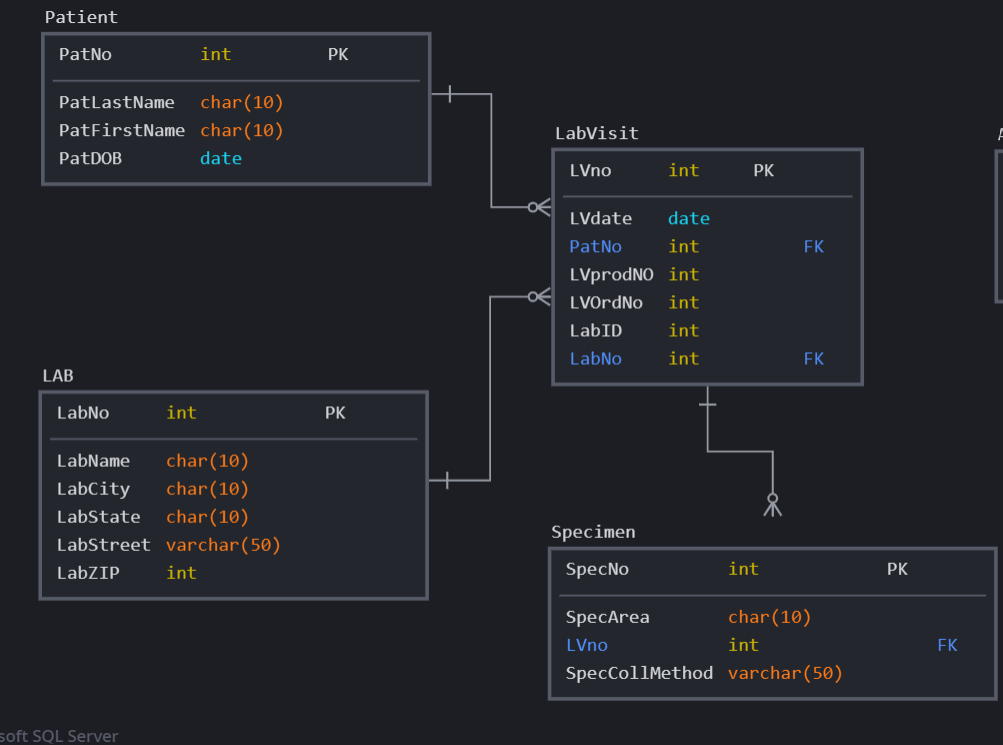 Patient
PatNo int PK
PatLastName char(10)
PatFirstName char(10)
PatDOB date
LabVisit
LVno int PK
LVdate date
PatNo int FK
LVprodNO int
LVOrdNo int
LabID int
LabNo int FK
LAB
LabNo int PK
LabName char(10)
LabCity char(10)
LabState char(10)
LabStreet varchar(50)
LabZIP int
Specimen
SpecNo int PK
SpecArea char(10)
LVno int FK
SpecCollMethod varchar(50)
SQL Server